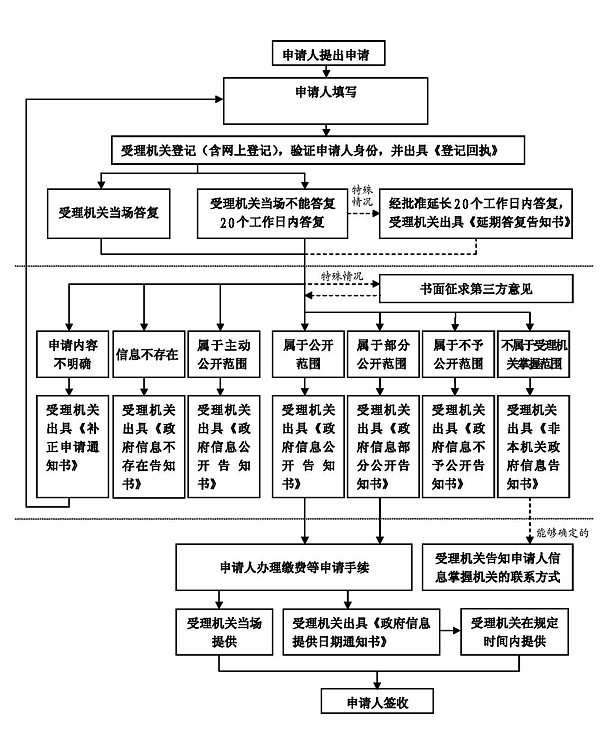 申请人提出申请
申请人填写
受理机关登记（含网上登记），验证申请人身份，并出具《登记回执》
受理机关当场答复
受理机关当场不能答复
20个工作日内答复
特殊
情况
经批准延长20个工作日内答复，
受理机关出具《延期答复告知书》
特殊情况
书面征求第三方意见
申请内容
不明确
信息不存在
属于主动
公开范围
属于公开
范围
属于部分
公开范围
属于不予
公开范围
不属于受理机
关掌握范围
受理机关
出具《补
正申请通
知书》
受理机关
出具《政
府信息不
存在告知
书》
受理机关
出具《政
府信息公
开告知
书》
受理机关
出具《政
府信息公
开告知
书》
受理机关
出具《政
府信息部
分公开告
知书》
受理机关
出具《政
府信息不
予公开告
知书》
受理机关
出具《非
本机关政
府信息告
知书》
能够确定的
申请人办理缴费等申请手续
受理机关告知申请人信
息掌握机关的联系方式
受理机关当场
提供
受理机关出具《政府信息
提供日期通知书》
受理机关在规定
时间内提供
申请人签收